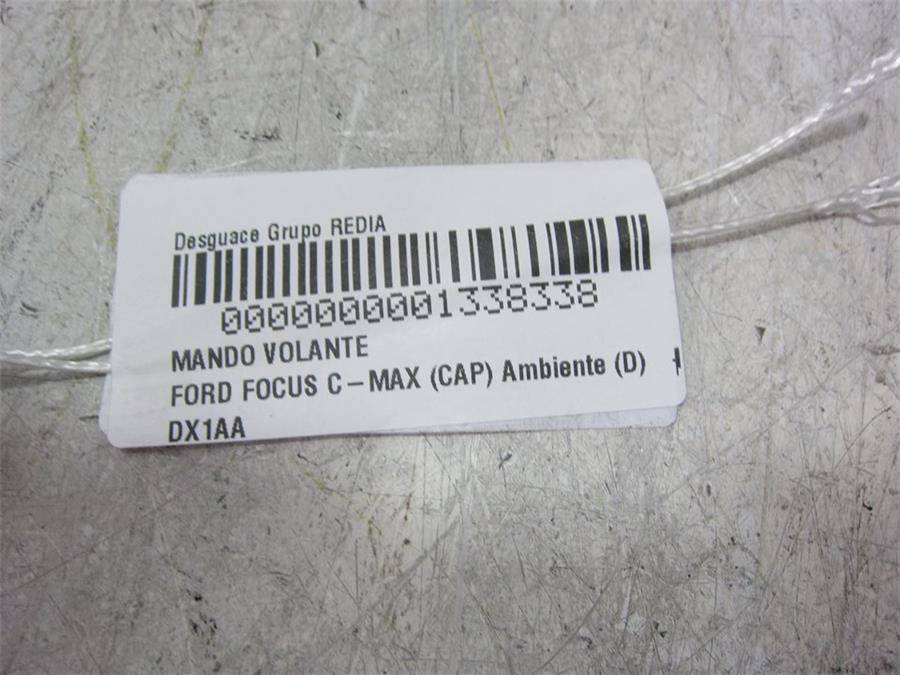 Desguace Grupo REDIA
0000000001338338
MANDO VOLANTE
FORD FOCUS C-MAX (CAP) Ambiente (D)
DX1AA